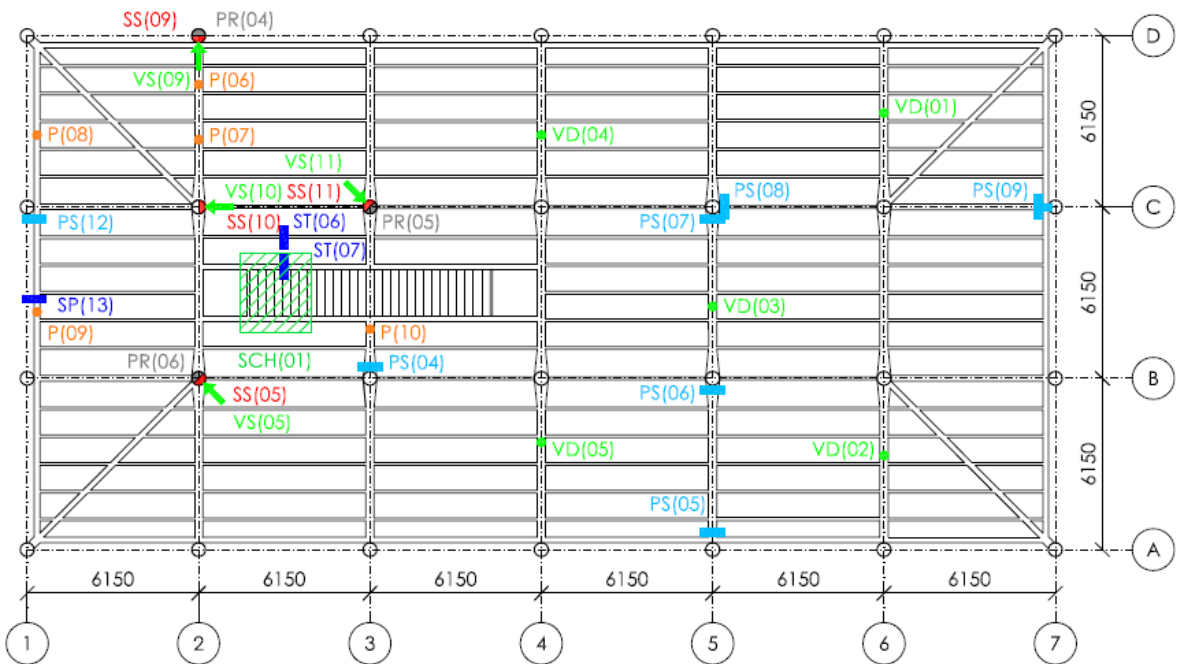 SS(09) PR(04)
D
VS(09) P(06)
VD(01)
P(08) P(07) VD(04)
6150
VS(11)
VS(10) SS(11) PS(08) PS(09)
C
PS(12) SS(10) ST(06) PR(05) PS(07)
ST(07)
SP(13) VD(03)
6150
P(09) P(10)
PR(06) SCH(01) PS(04)
B
SS(05) PS(06)
VS(05)
VD(05) VD(02)
6150
PS(05)
A
6150 6150 6150 6150 6150 6150
1 2 3 4 5 6 7